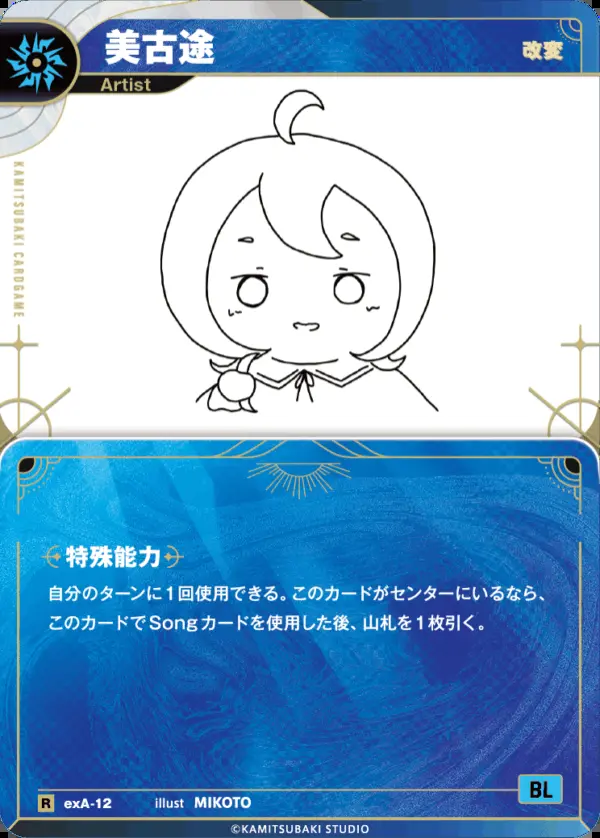 美古途
改変
Artist
KAMITSUBAKI CARDGAME
特殊能力
自分のターンに1回使用できる。このカードがセンターにいるなら、
このカードでSongカードを使用した後、山札を1枚引く。
BL
R exA-12 illust MIKOTO
©KAMITSUBAKI STUDIO